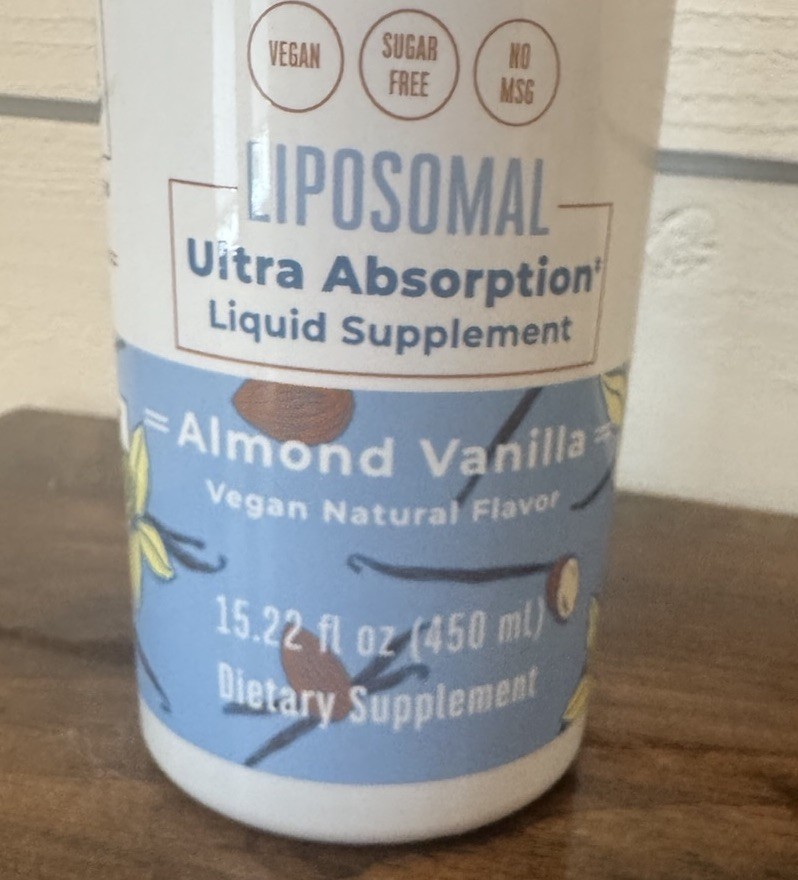 VEGAN
SUGAR
FREE
NO
MSG
LIPOSOMAL
Ultra Absorption‡
Liquid Supplement
=Almond Vanilla=
Vegan Natural Flavor
15.22 fl oz (450 ml)
Dietary Supplement